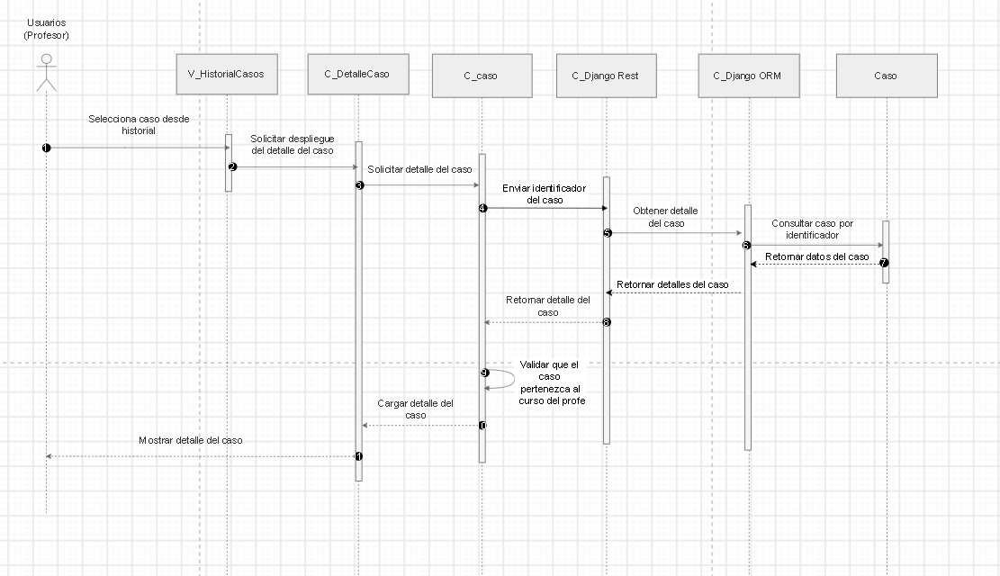 Usuarios
(Profesor)
V_HistorialCasos
C_DetalleCaso
C_caso
C_Django Rest
C_Django ORM
Caso
Selecciona caso desde
historial
1
Solicitar despliegue
del detalle del caso
2
Solicitar detalle del caso
3
Enviar identificador
del caso
4
Obtener detalle
del caso
5
Consultar caso por
identificador
6
Retornar datos del caso
7
Retornar detalles del caso
Retornar detalle del
caso
8
Validar que el
caso
pertenezca al
curso del profe
9
Cargar detalle del
caso
0
Mostrar detalle del caso
1